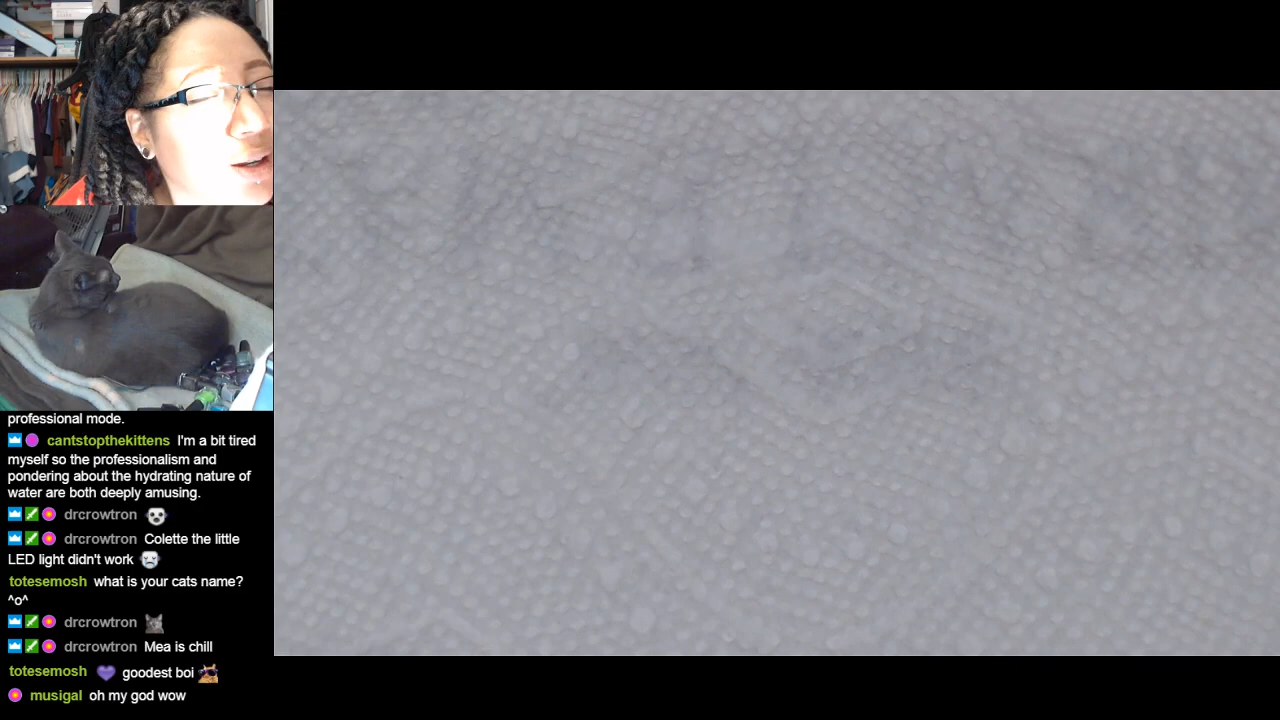 professional mode.
cantstopthekittens I'm a bit tired
myself so the professionalism and
pondering about the hydrating nature of
water are both deeply amusing.
drcrowtron
drcrowtron Colette the little
LED light didn't work
totesemosh what is your cats name?
^o^
drcrowtron
drcrowtron Mea is chill
totesemosh goodest boi
musigal oh my god wow